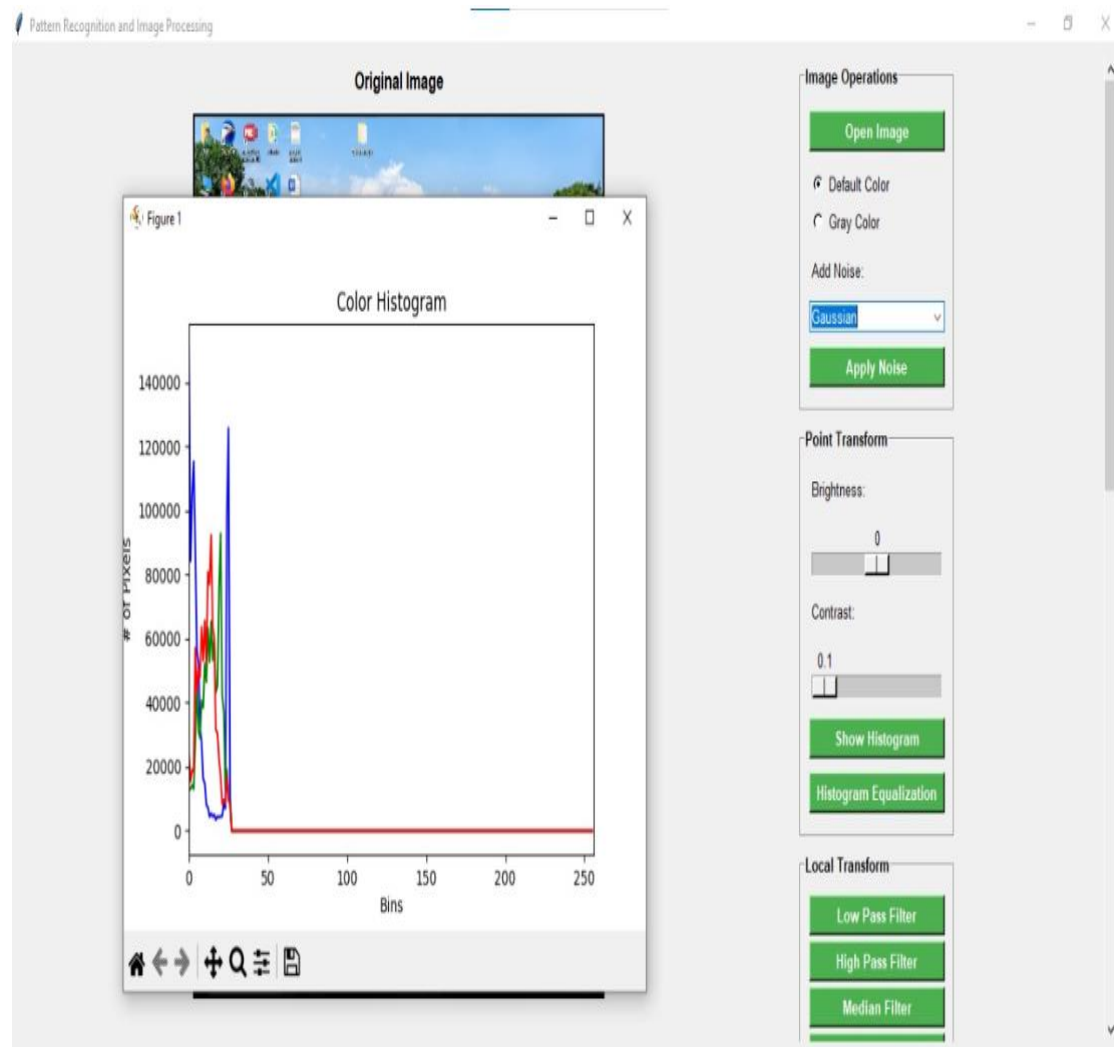 Pattern Recognition and Image Processing
Original Image
Figure 1
Color Histogram
140000
120000
100000
80000
60000
40000
20000
0
# of Pixels
0 50 100 150 200 250
Bins
Image Operations
Open Image
Default Color
Gray Color
Add Noise:
Gaussian
Apply Noise
Point Transform
Brightness:
0
Contrast:
0.1
Show Histogram
Histogram Equalization
Local Transform
Low Pass Filter
High Pass Filter
Median Filter